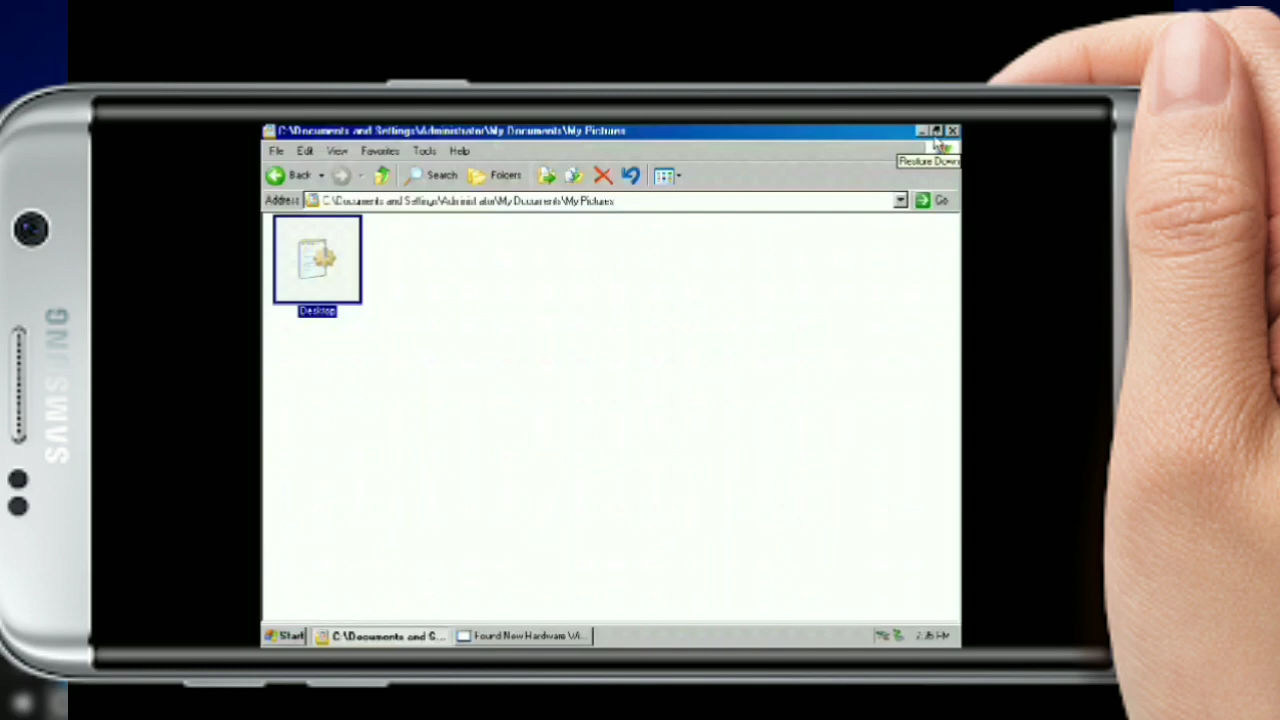 C:\Documents and Settings\Administrator\My Documents\My Pictures
File Edit View Favorites Tools Help
Restore Down
Back Search Folders
Address C:\Documents and Settings\Administrator\My Documents\My Pictures Go
Desktop
SAMSUNG
Start C:\Documents and S... Found New Hardware Wi...